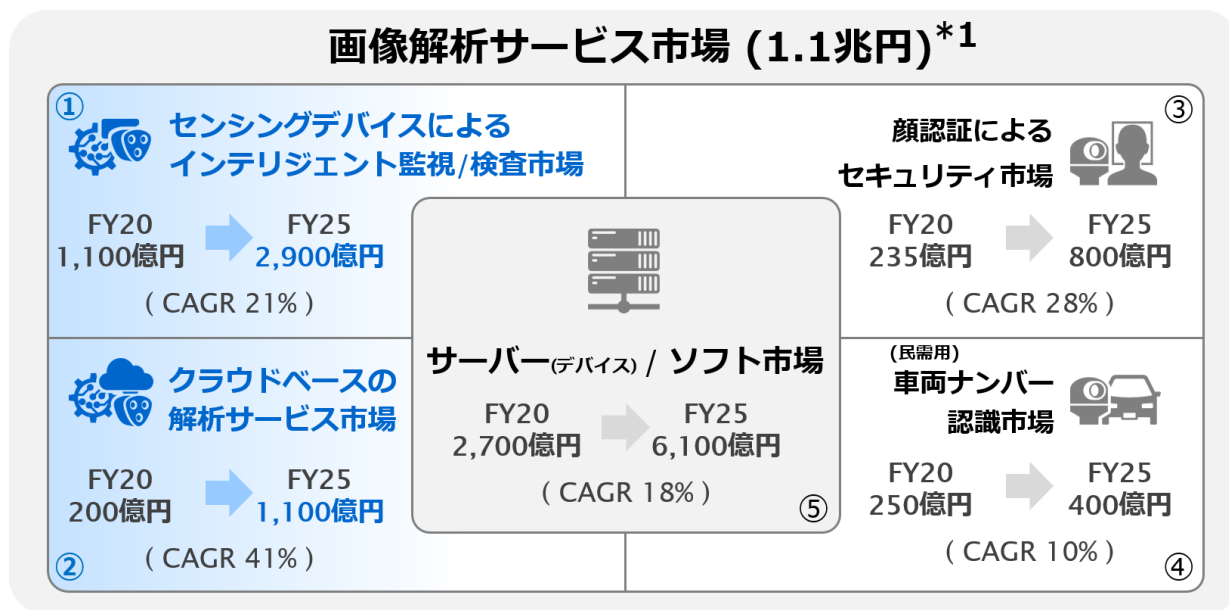 画像解析サービス市場 (1.1兆円)*1
①
センシングデバイスによる
インテリジェント監視/検査市場
FY20
1,100億円
FY25
2,900億円
( CAGR 21% )
クラウドベースの
解析サービス市場
FY20
200億円
FY25
1,100億円
( CAGR 41% )
②
③
顔認証による
セキュリティ市場
FY20
235億円
FY25
800億円
( CAGR 28% )
(民需用)
車両ナンバー
認識市場
FY20
250億円
FY25
400億円
( CAGR 10% )
④
サーバー(デバイス) / ソフト市場
FY20
2,700億円
FY25
6,100億円
( CAGR 18% )
⑤